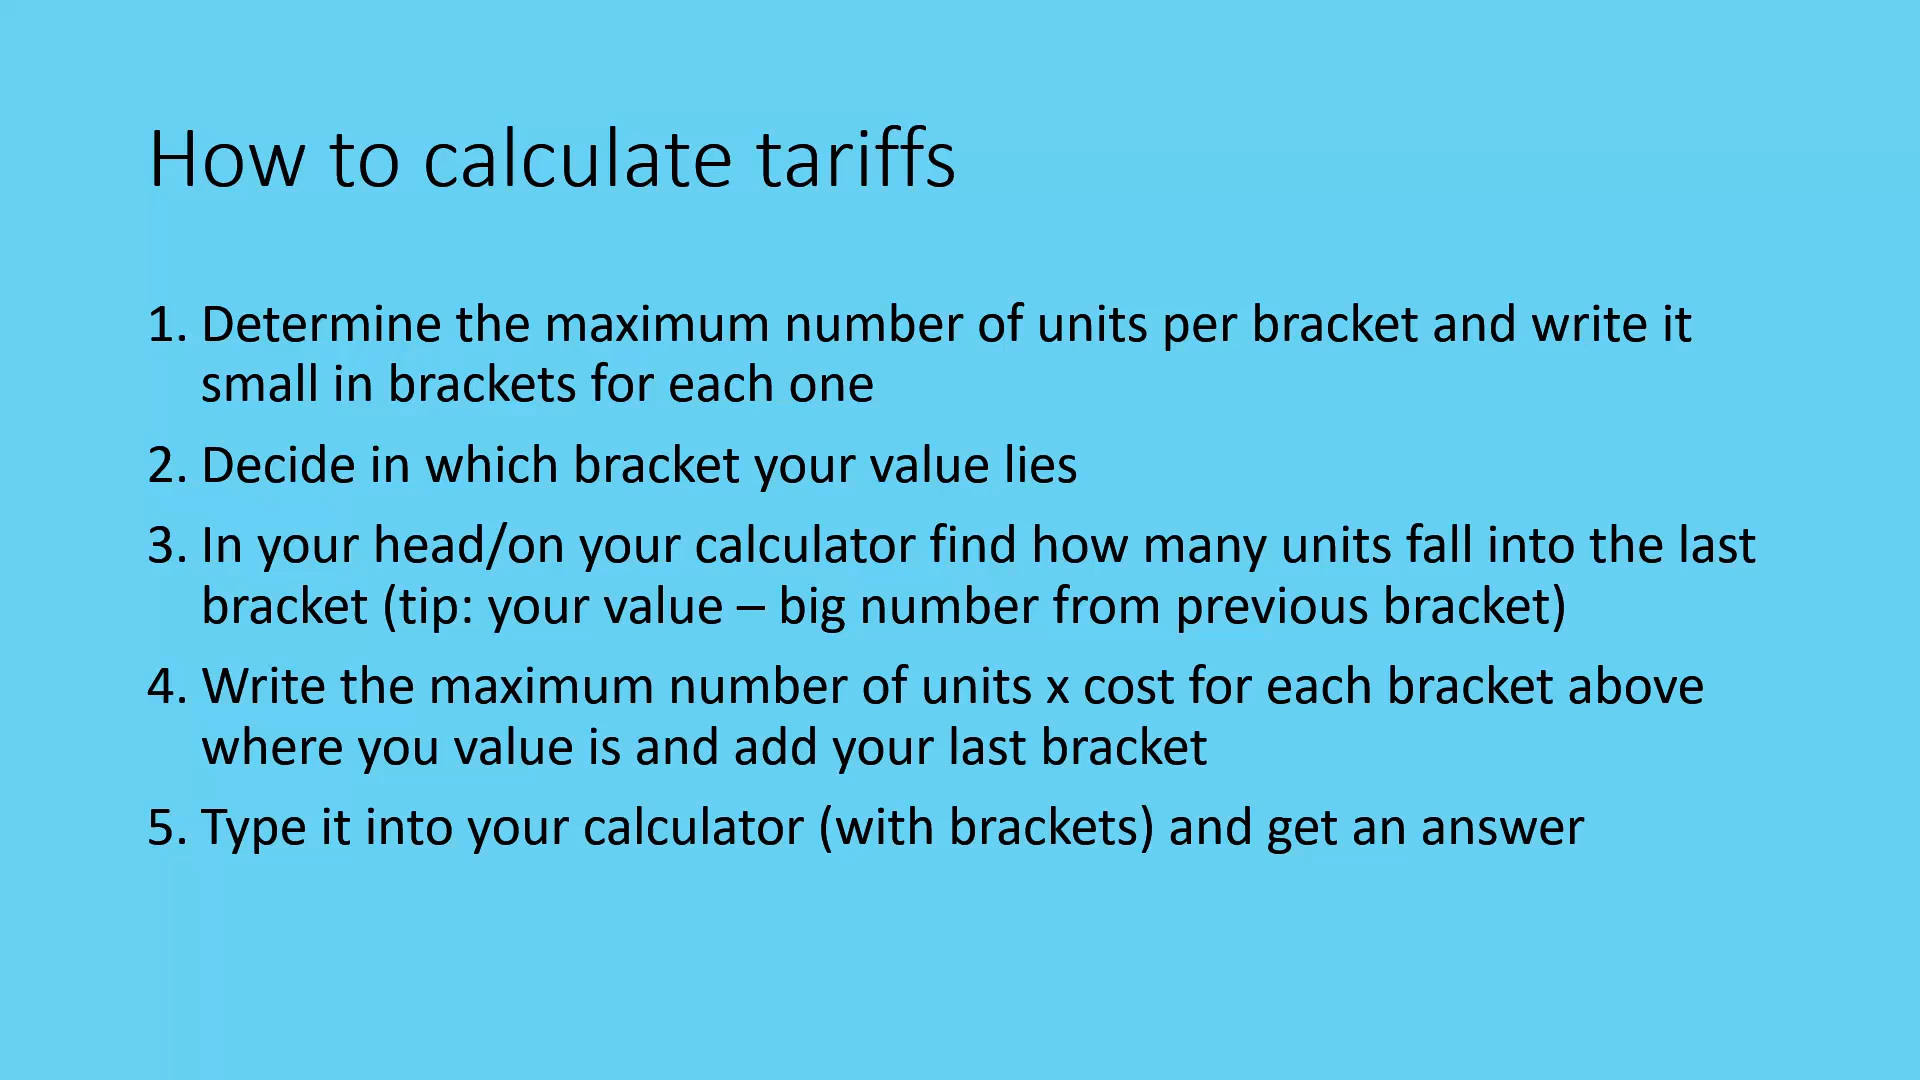 How to calculate tariffs
1. Determine the maximum number of units per bracket and write it
small in brackets for each one
2. Decide in which bracket your value lies
3. In your head/on your calculator find how many units fall into the last
bracket (tip: your value – big number from previous bracket)
4. Write the maximum number of units x cost for each bracket above
where you value is and add your last bracket
5. Type it into your calculator (with brackets) and get an answer